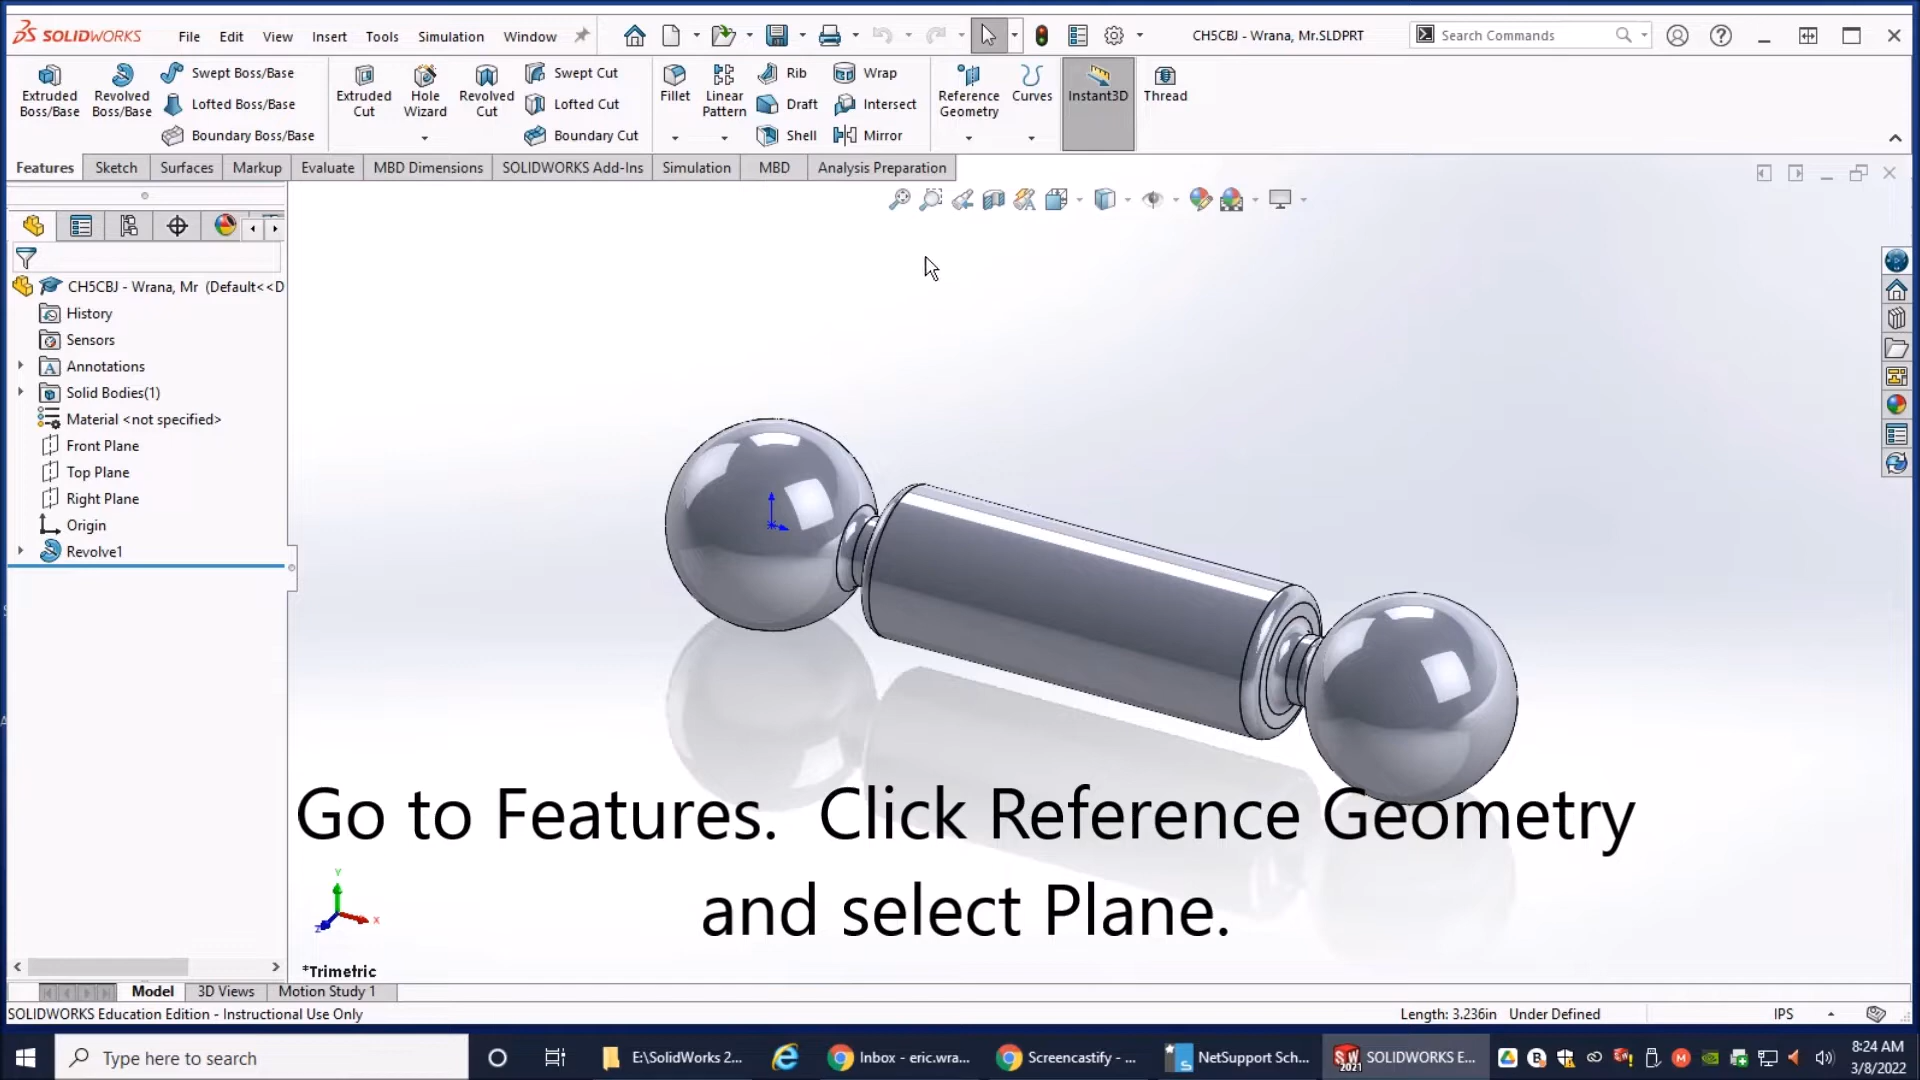 SOLIDWORKS
File Edit View Insert Tools Simulation Window
CH5CBJ - Wrana, Mr.SLDPRT
Search Commands
Extruded Boss/Base
Revolved Boss/Base
Swept Boss/Base
Lofted Boss/Base
Boundary Boss/Base
Extruded Cut
Hole Wizard
Revolved Cut
Swept Cut
Lofted Cut
Boundary Cut
Fillet
Linear Pattern
Rib
Draft
Shell
Wrap
Intersect
Mirror
Reference Geometry
Curves
Instant3D
Thread
Features Sketch Surfaces Markup Evaluate MBD Dimensions SOLIDWORKS Add-Ins Simulation MBD Analysis Preparation
CH5CBJ - Wrana, Mr (Default<<D
History
Sensors
Annotations
Solid Bodies(1)
Material <not specified>
Front Plane
Top Plane
Right Plane
Origin
Revolve1
Go to Features. Click Reference Geometry
and select Plane.
Y
X
Z
*Trimetric
Model 3D Views Motion Study 1
SOLIDWORKS Education Edition - Instructional Use Only
Length: 3.236in Under Defined
IPS
Type here to search
E:\SolidWorks 2...
Inbox - eric.wra...
Screencastify - ...
NetSupport Sch...
SOLIDWORKS E...
8:24 AM
3/8/2022